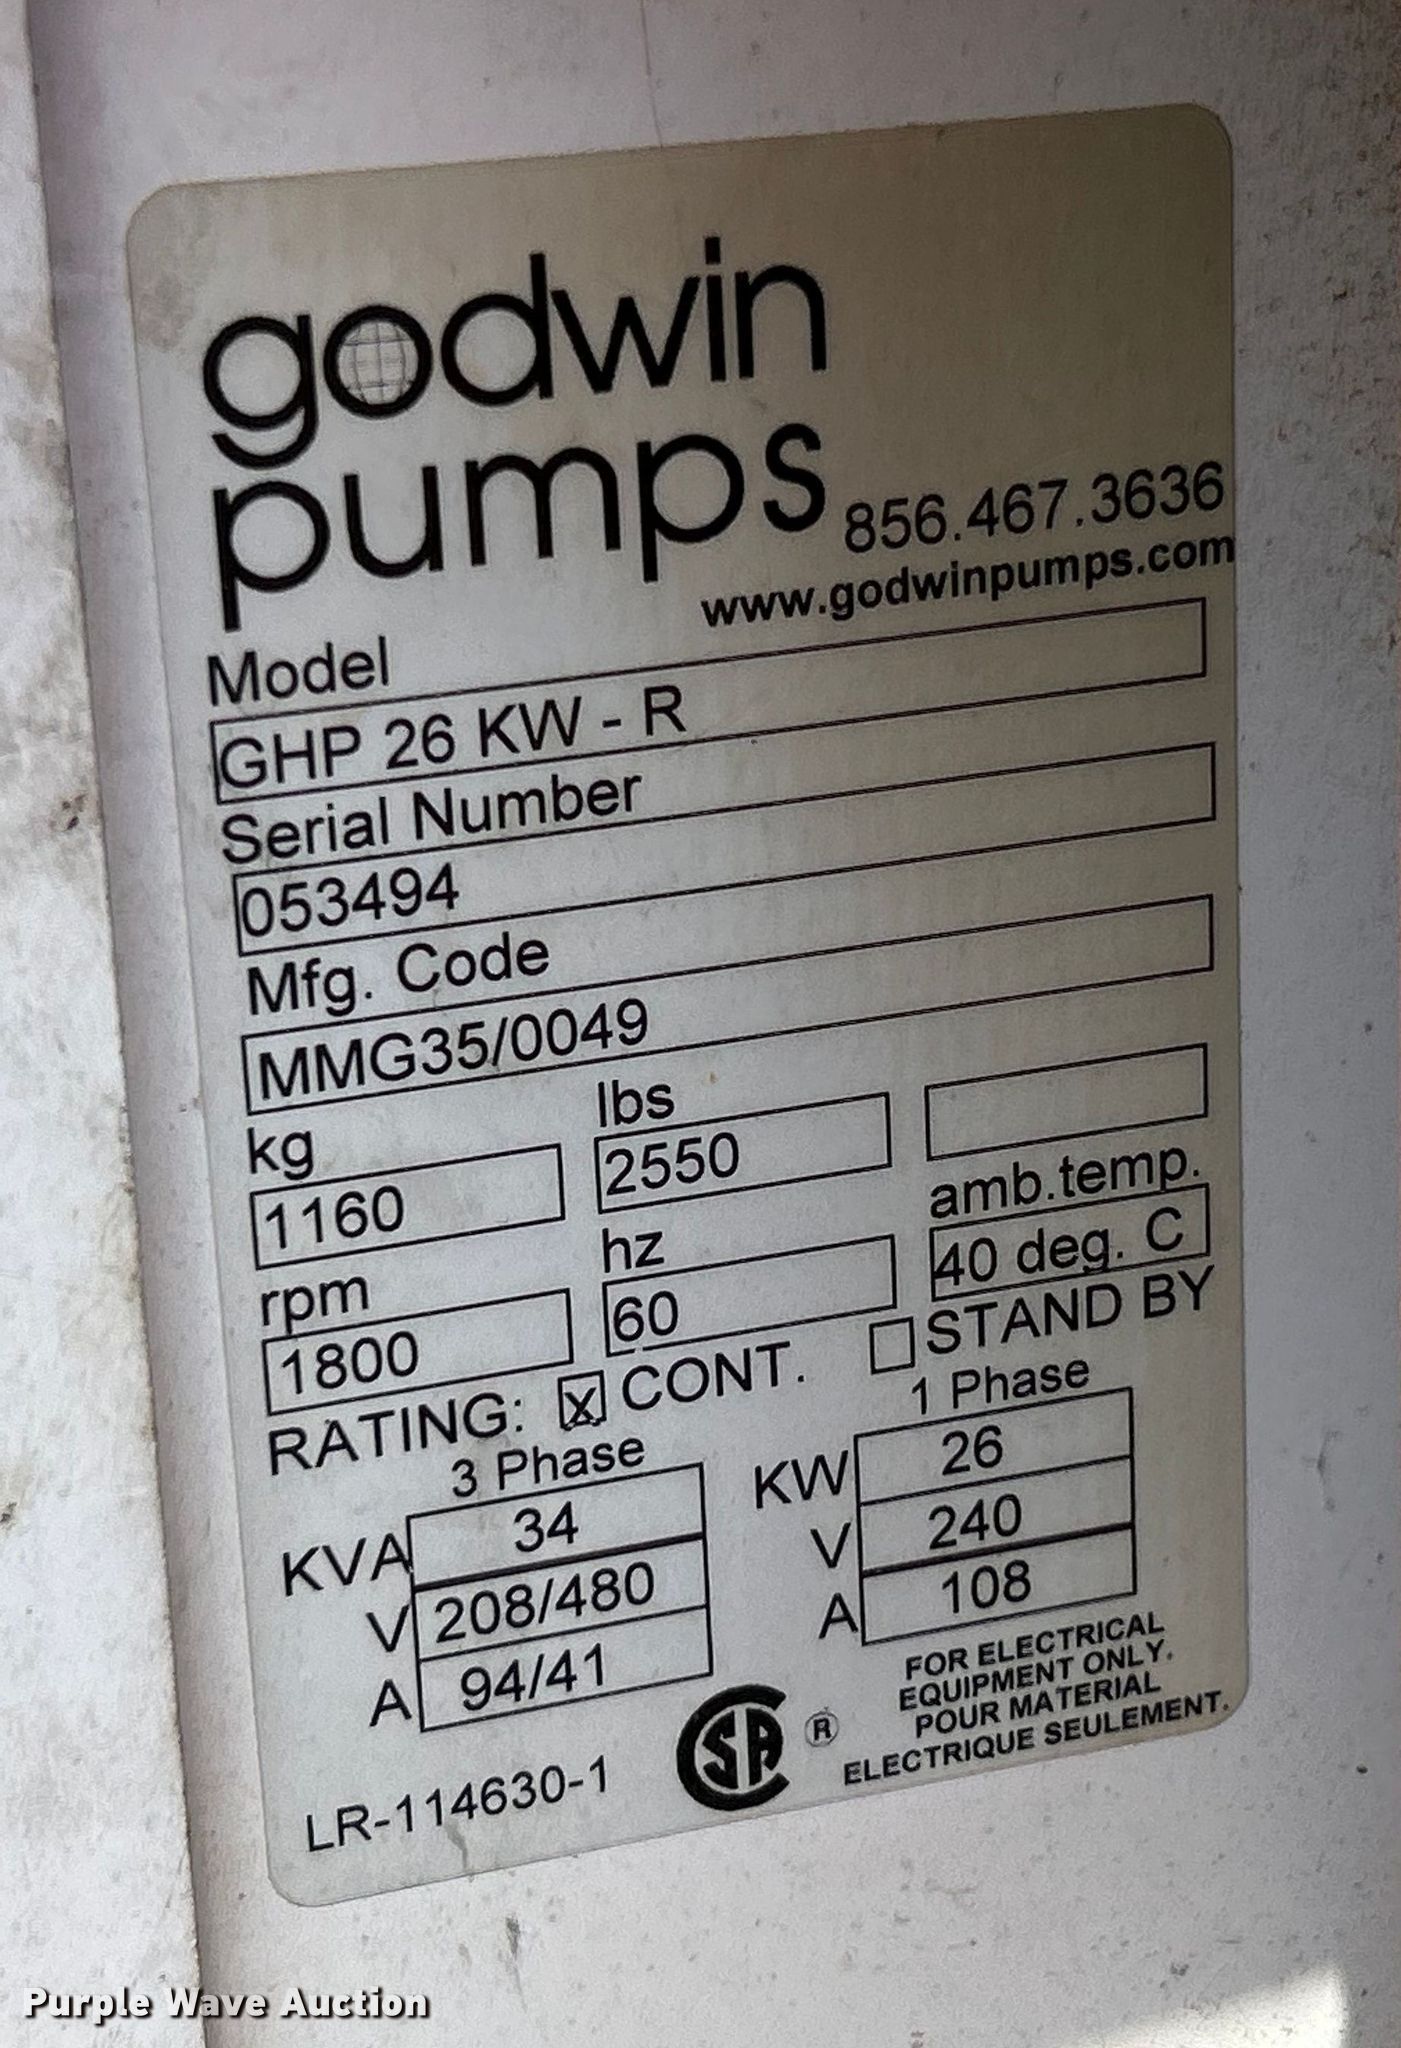 godwin
pumps
856.467.3636
www.godwinpumps.com
Model
GHP 26 KW - R
Serial Number
053494
Mfg. Code
MMG35/0049
kg
lbs
1160
2550
rpm
hz
amb.temp.
1800
60
40 deg. C
RATING: X CONT. STAND BY
3 Phase
KVA 34
V 208/480
A 94/41
1 Phase
KW 26
V 240
A 108
LR-114630-1
SA ®
FOR ELECTRICAL
EQUIPMENT ONLY.
POUR MATERIAL
ELECTRIQUE SEULEMENT.
Purple Wave Auction